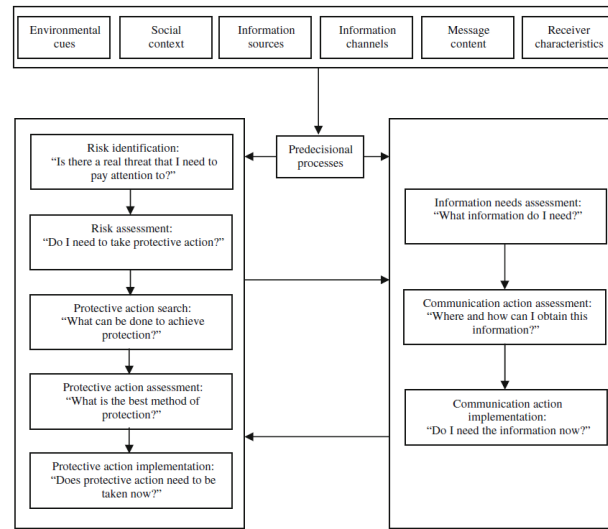 Environmental
cues
Social
context
Information
sources
Information
channels
Message
content
Receiver
characteristics
Predecisional
processes
Risk identification:
“Is there a real threat that I need to
pay attention to?”
Risk assessment:
“Do I need to take protective action?”
Protective action search:
“What can be done to achieve
protection?”
Protective action assessment:
“What is the best method of
protection?”
Protective action implementation:
“Does protective action need to be
taken now?”
Information needs assessment:
“What information do I need?”
Communication action assessment:
“Where and how can I obtain this
information?”
Communication action
implementation:
“Do I need the information now?”